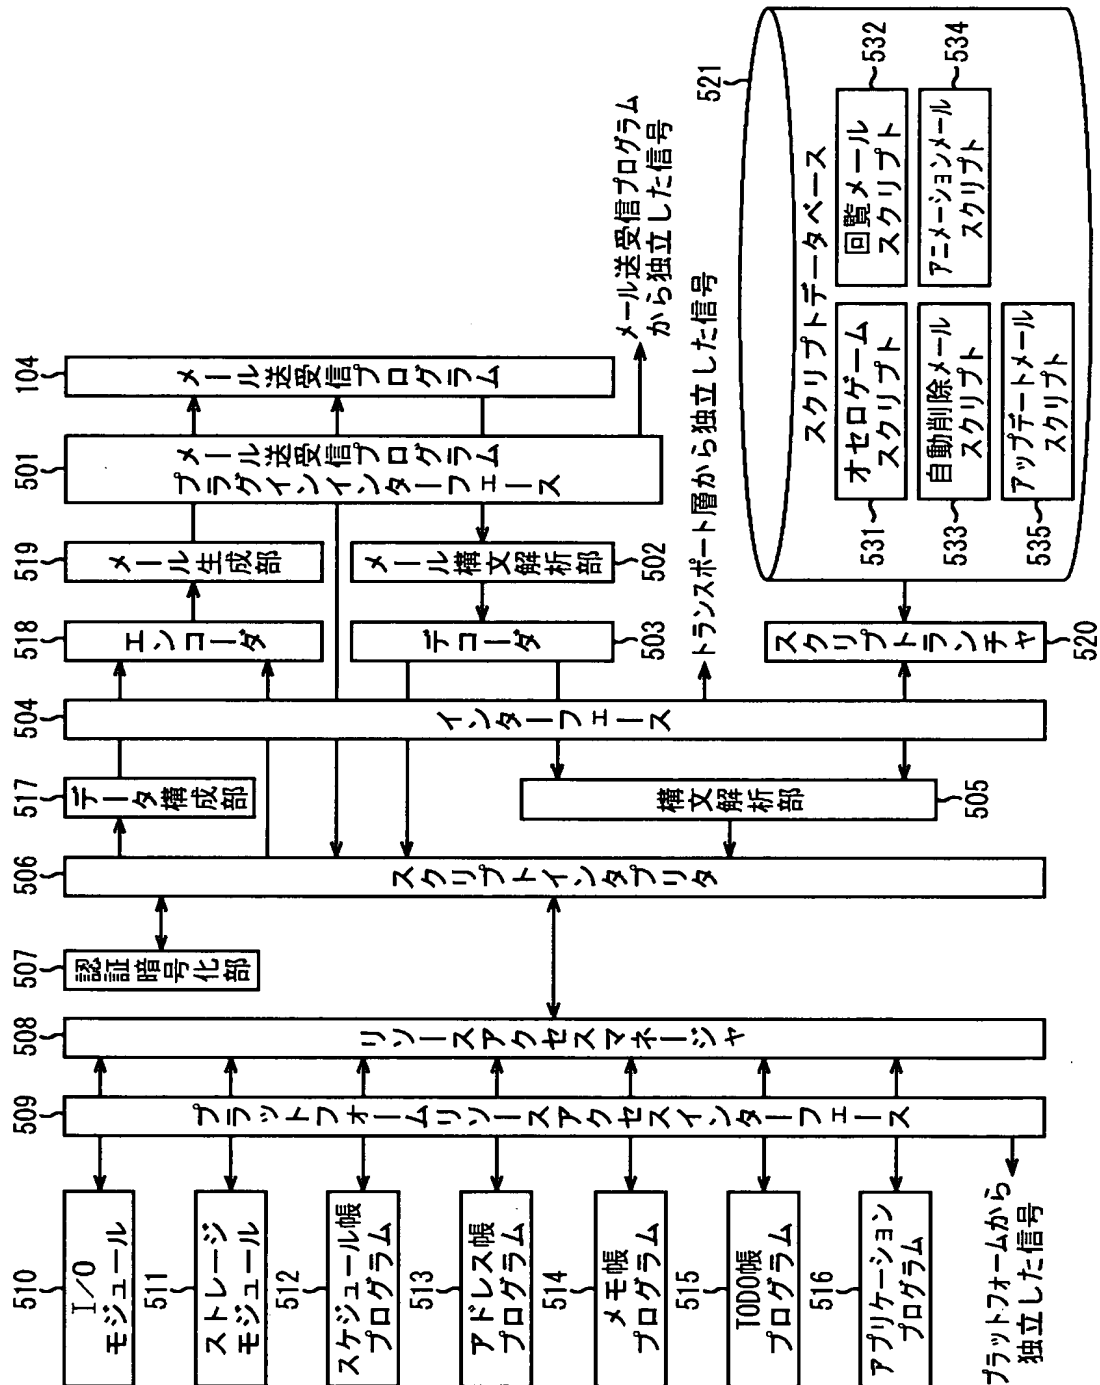 510
I/O
モジュール
511
ストレージ
モジュール
512
スケジュール帳
プログラム
513
アドレス帳
プログラム
514
メモ帳
プログラム
515
TODO帳
プログラム
516
アプリケーション
プログラム
プラットフォームから
独立した信号
509
プラットフォームリソースアクセスインターフェース
508
リソースアクセスマネージャ
507
認証暗号化部
506
スクリプトインタプリタ
517
データ構成部
構文解析部
505
504
インターフェース
トランスポート層から独立した信号
518
エンコーダ
デコーダ
503
519
メール生成部
メール構文解析部
502
501
メール送受信プログラム
プラグインインターフェース
メール送受信プログラム
から独立した信号
104
メール送受信プログラム
スクリプトランチャ
520
521
スクリプトデータベース
531
オセロゲーム
スクリプト
532
回覧メール
スクリプト
533
自動削除メール
スクリプト
534
アニメーションメール
スクリプト
535
アップデートメール
スクリプト